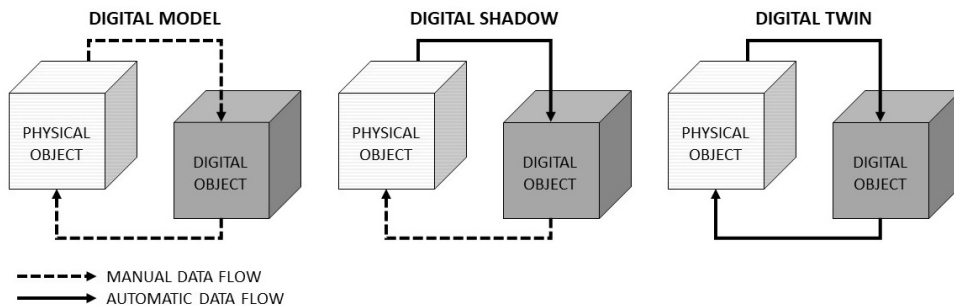 DIGITAL MODEL
PHYSICAL
OBJECT
DIGITAL
OBJECT
DIGITAL SHADOW
PHYSICAL
OBJECT
DIGITAL
OBJECT
DIGITAL TWIN
PHYSICAL
OBJECT
DIGITAL
OBJECT
MANUAL DATA FLOW
AUTOMATIC DATA FLOW